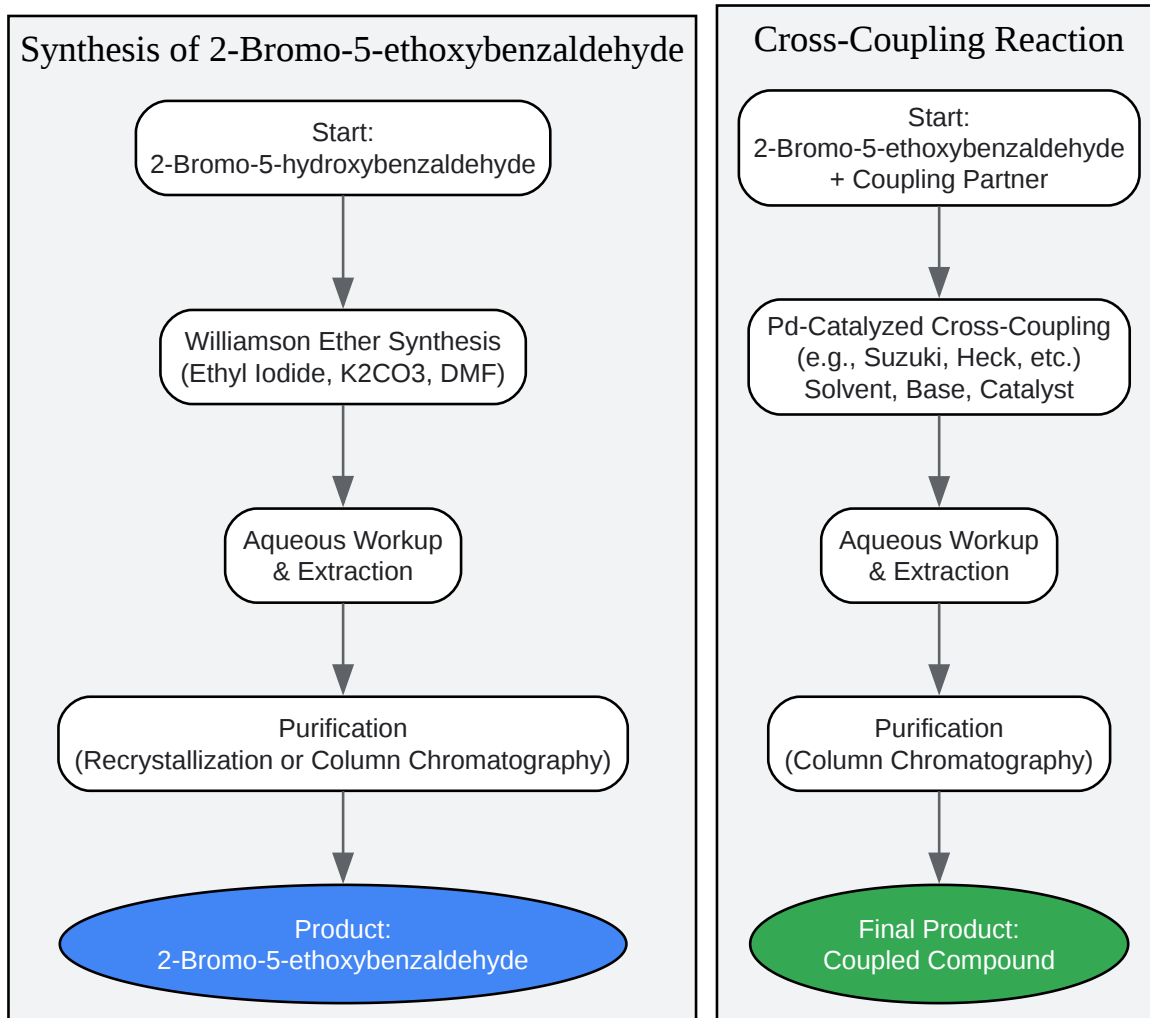 Synthesis of 2-Bromo-5-ethoxybenzaldehyde
Start:
2-Bromo-5-hydroxybenzaldehyde
Williamson Ether Synthesis
(Ethyl Iodide, K2CO3, DMF)
Aqueous Workup
& Extraction
Purification
(Recrystallization or Column Chromatography)
Product:
2-Bromo-5-ethoxybenzaldehyde
Cross-Coupling Reaction
Start:
2-Bromo-5-ethoxybenzaldehyde
+ Coupling Partner
Pd-Catalyzed Cross-Coupling
(e.g., Suzuki, Heck, etc.)
Solvent, Base, Catalyst
Aqueous Workup
& Extraction
Purification
(Column Chromatography)
Final Product:
Coupled Compound